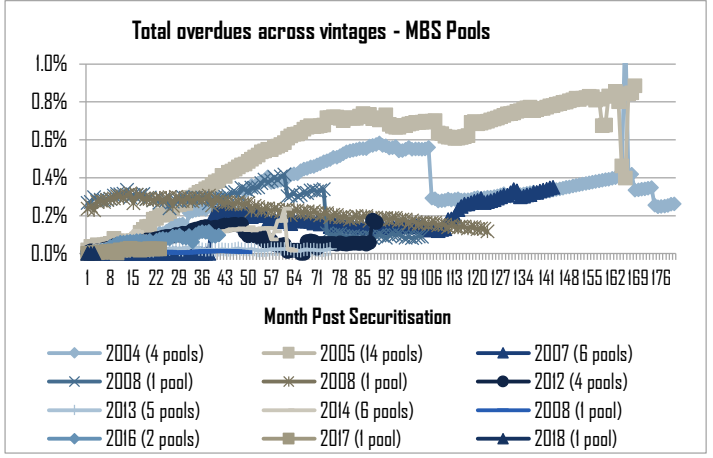 Total overdues across vintages - MBS Pools
1.0%
0.8%
0.6%
0.4%
0.2%
0.0%
1 8 15 22 29 36 43 50 57 64 71 78 85 92 99 106 113 120 127 134 141 148 155 162 169 176
Month Post Securitisation
2004 (4 pools) 2005 (14 pools) 2007 (6 pools)
2008 (1 pool) 2008 (1 pool) 2012 (4 pools)
2013 (5 pools) 2014 (6 pools) 2008 (1 pool)
2016 (2 pools) 2017 (1 pool) 2018 (1 pool)